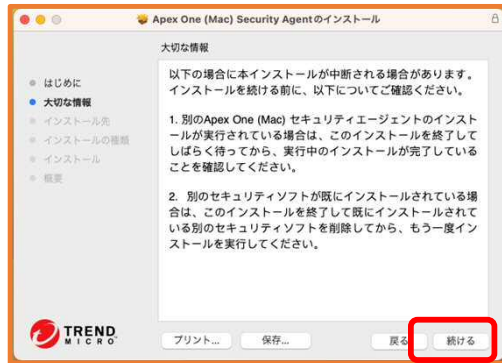 Apex One (Mac) Security Agentのインストール
大切な情報
はじめに
大切な情報
インストール先
インストールの種類
インストール
概要
以下の場合に本インストールが中断される場合があります。
インストールを続ける前に、以下についてご確認ください。
1. 別のApex One (Mac) セキュリティエージェントのインスト
ールが実行されている場合は、このインストールを終了して
しばらく待ってから、実行中のインストールが完了している
ことを確認してください。
2. 別のセキュリティソフトが既にインストールされている場
合は、このインストールを終了して既にインストールされて
いる別のセキュリティソフトを削除してから、もう一度イン
ストールを実行してください。
TREND
MICRO
プリント...
保存...
戻る
続ける